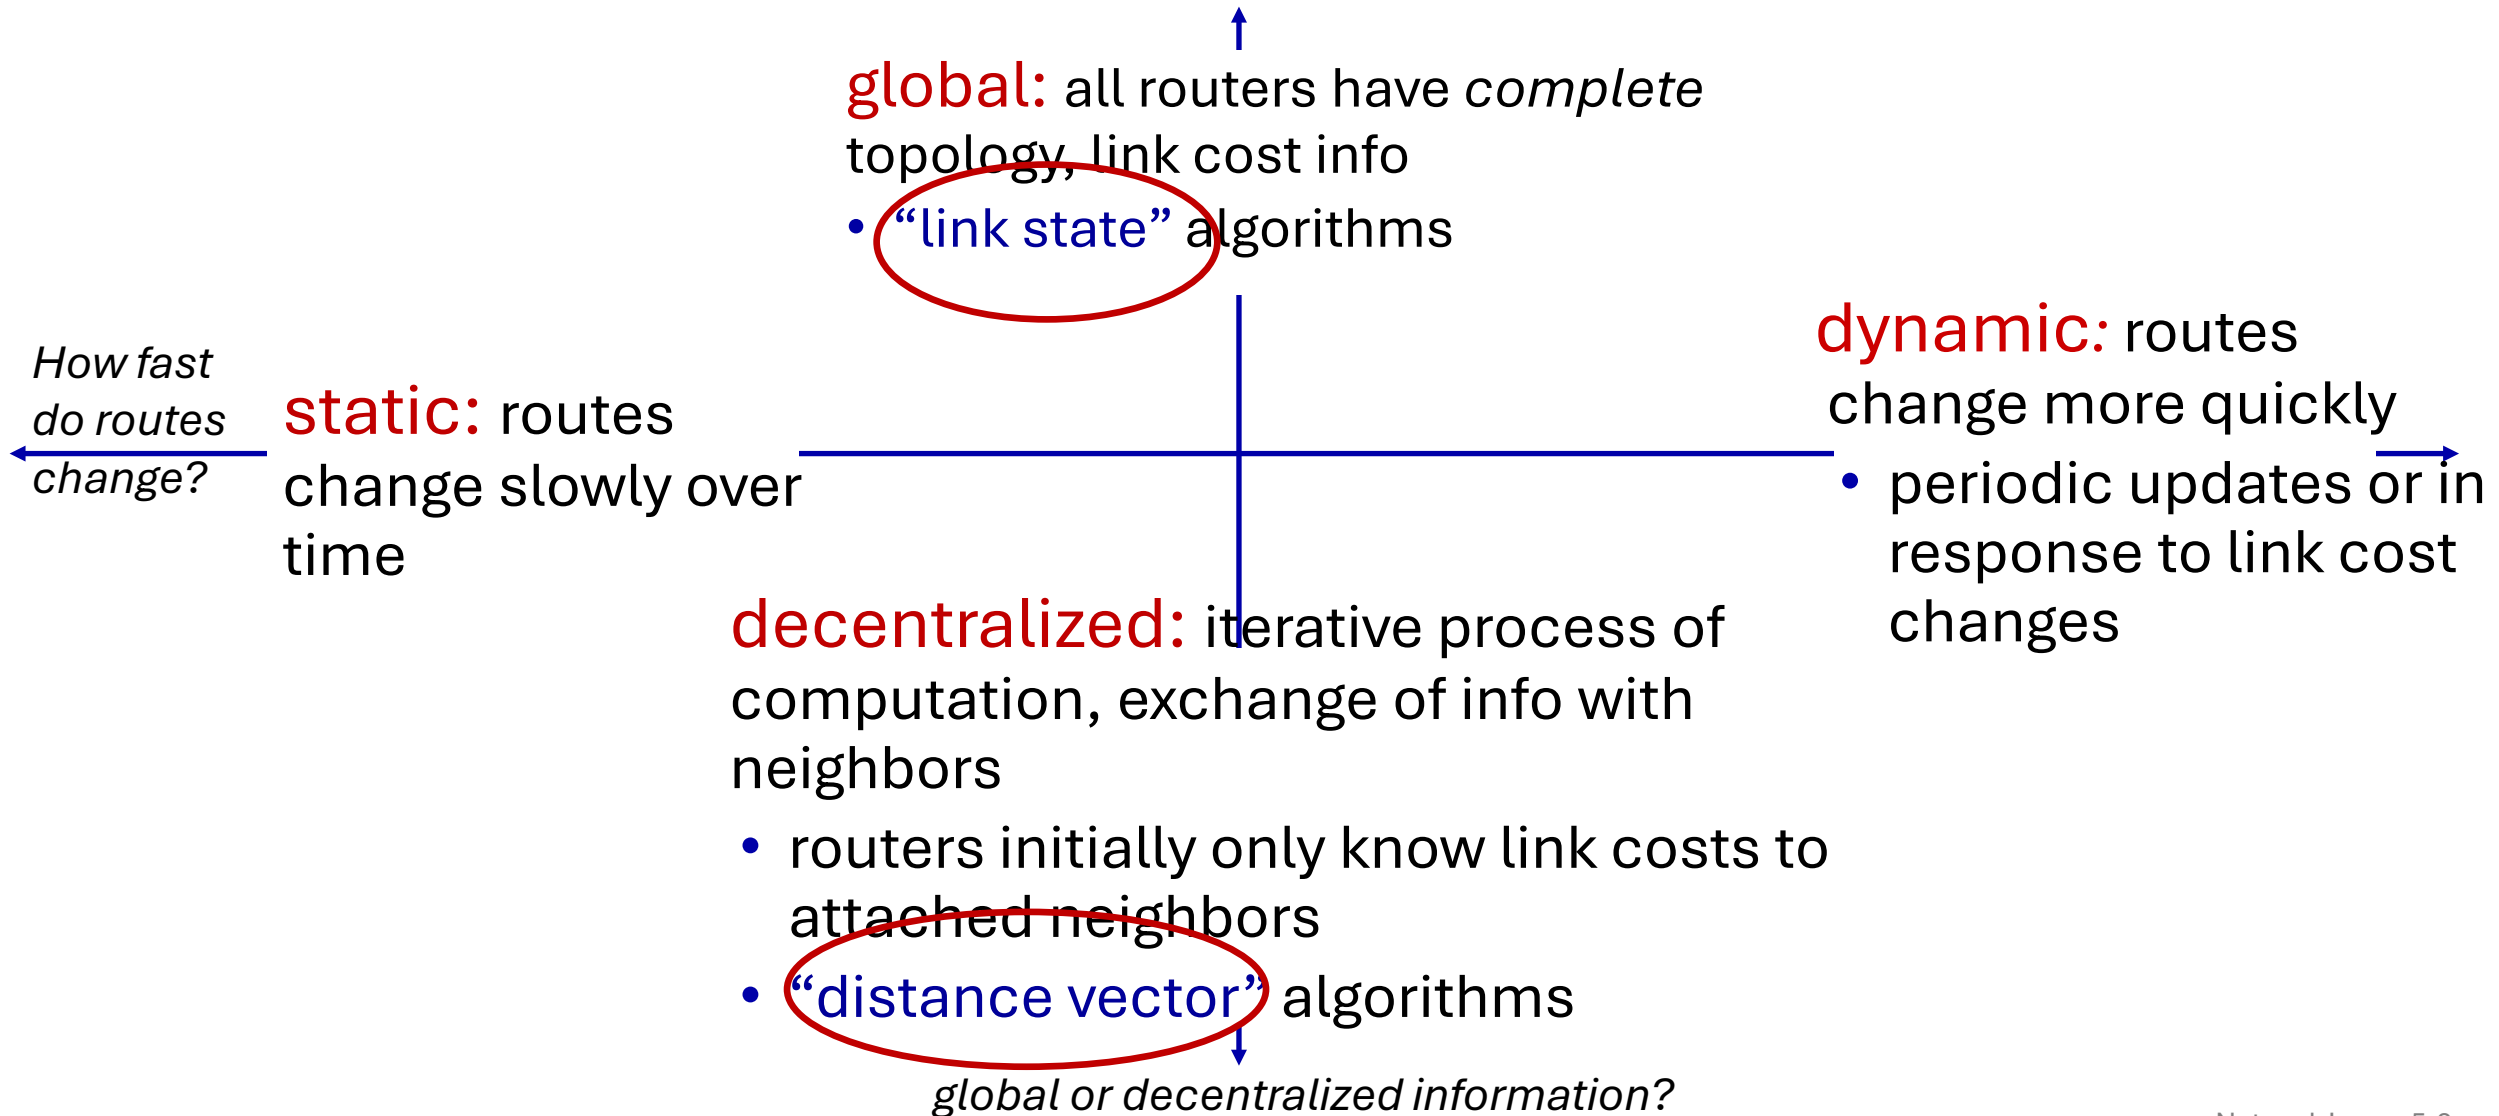 global: all routers have complete
topology, link cost info
• “link state” algorithms
How fast
do routes
change?
static: routes
change slowly over
time
dynamic: routes
change more quickly
• periodic updates or in
response to link cost
changes
decentralized: iterative process of
computation, exchange of info with
neighbors
• routers initially only know link costs to
attached neighbors
• “distance vector” algorithms
global or decentralized information?